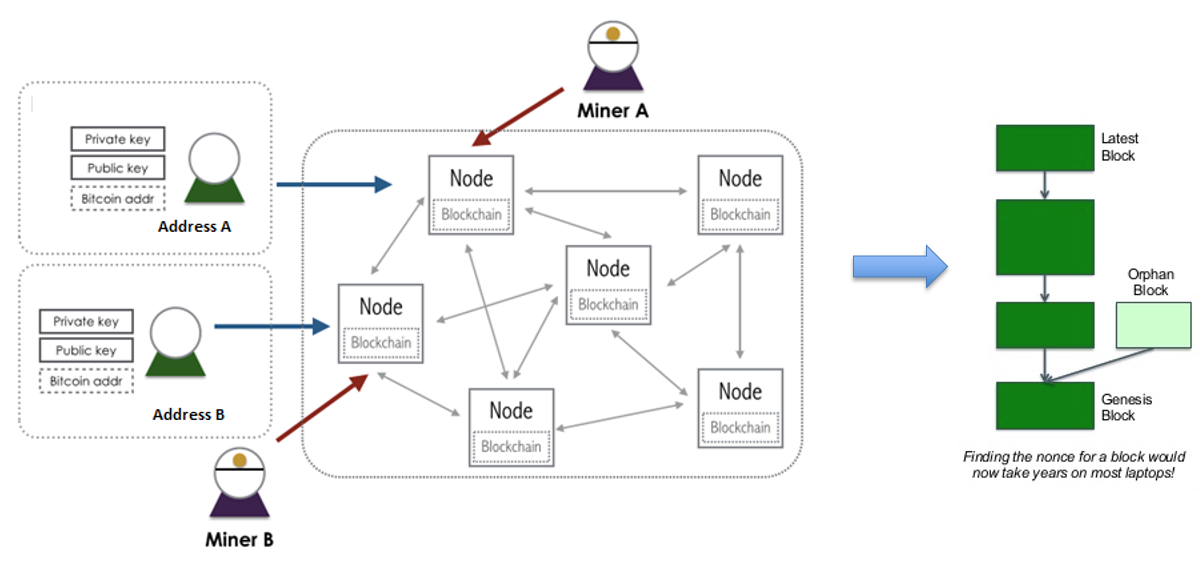 Miner A
Private key
Public key
Bitcoin addr
Address A
Private key
Public key
Bitcoin addr
Address B
Miner B
Node
Blockchain
Node
Blockchain
Node
Blockchain
Node
Blockchain
Node
Blockchain
Node
Blockchain
Latest
Block
Orphan
Block
Genesis
Block
Finding the nonce for a block would
now take years on most laptops!